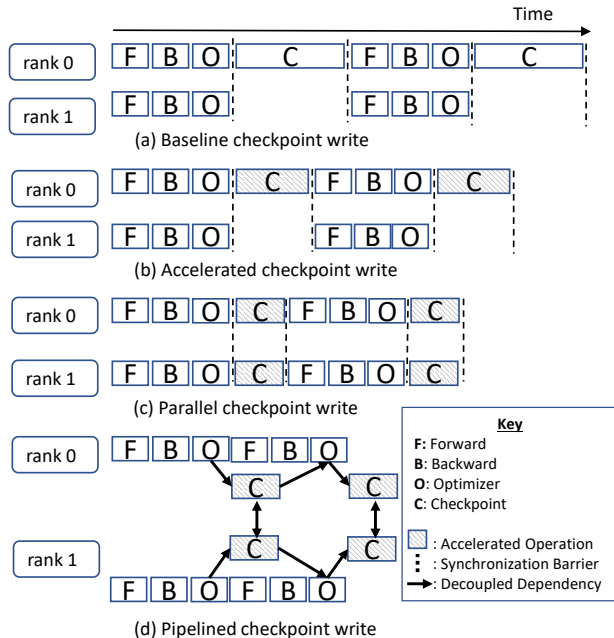 Time
rank 0 F B O C F B O C
rank 1 F B O F B O
(a) Baseline checkpoint write
rank 0 F B O C F B O C
rank 1 F B O F B O
(b) Accelerated checkpoint write
rank 0 F B O C F B O C
rank 1 F B O C F B O C
(c) Parallel checkpoint write
rank 0 F B O F B O
C C
rank 1 C C
F B O F B O
(d) Pipelined checkpoint write
Key
F: Forward
B: Backward
O: Optimizer
C: Checkpoint
: Accelerated Operation
: Synchronization Barrier
: Decoupled Dependency